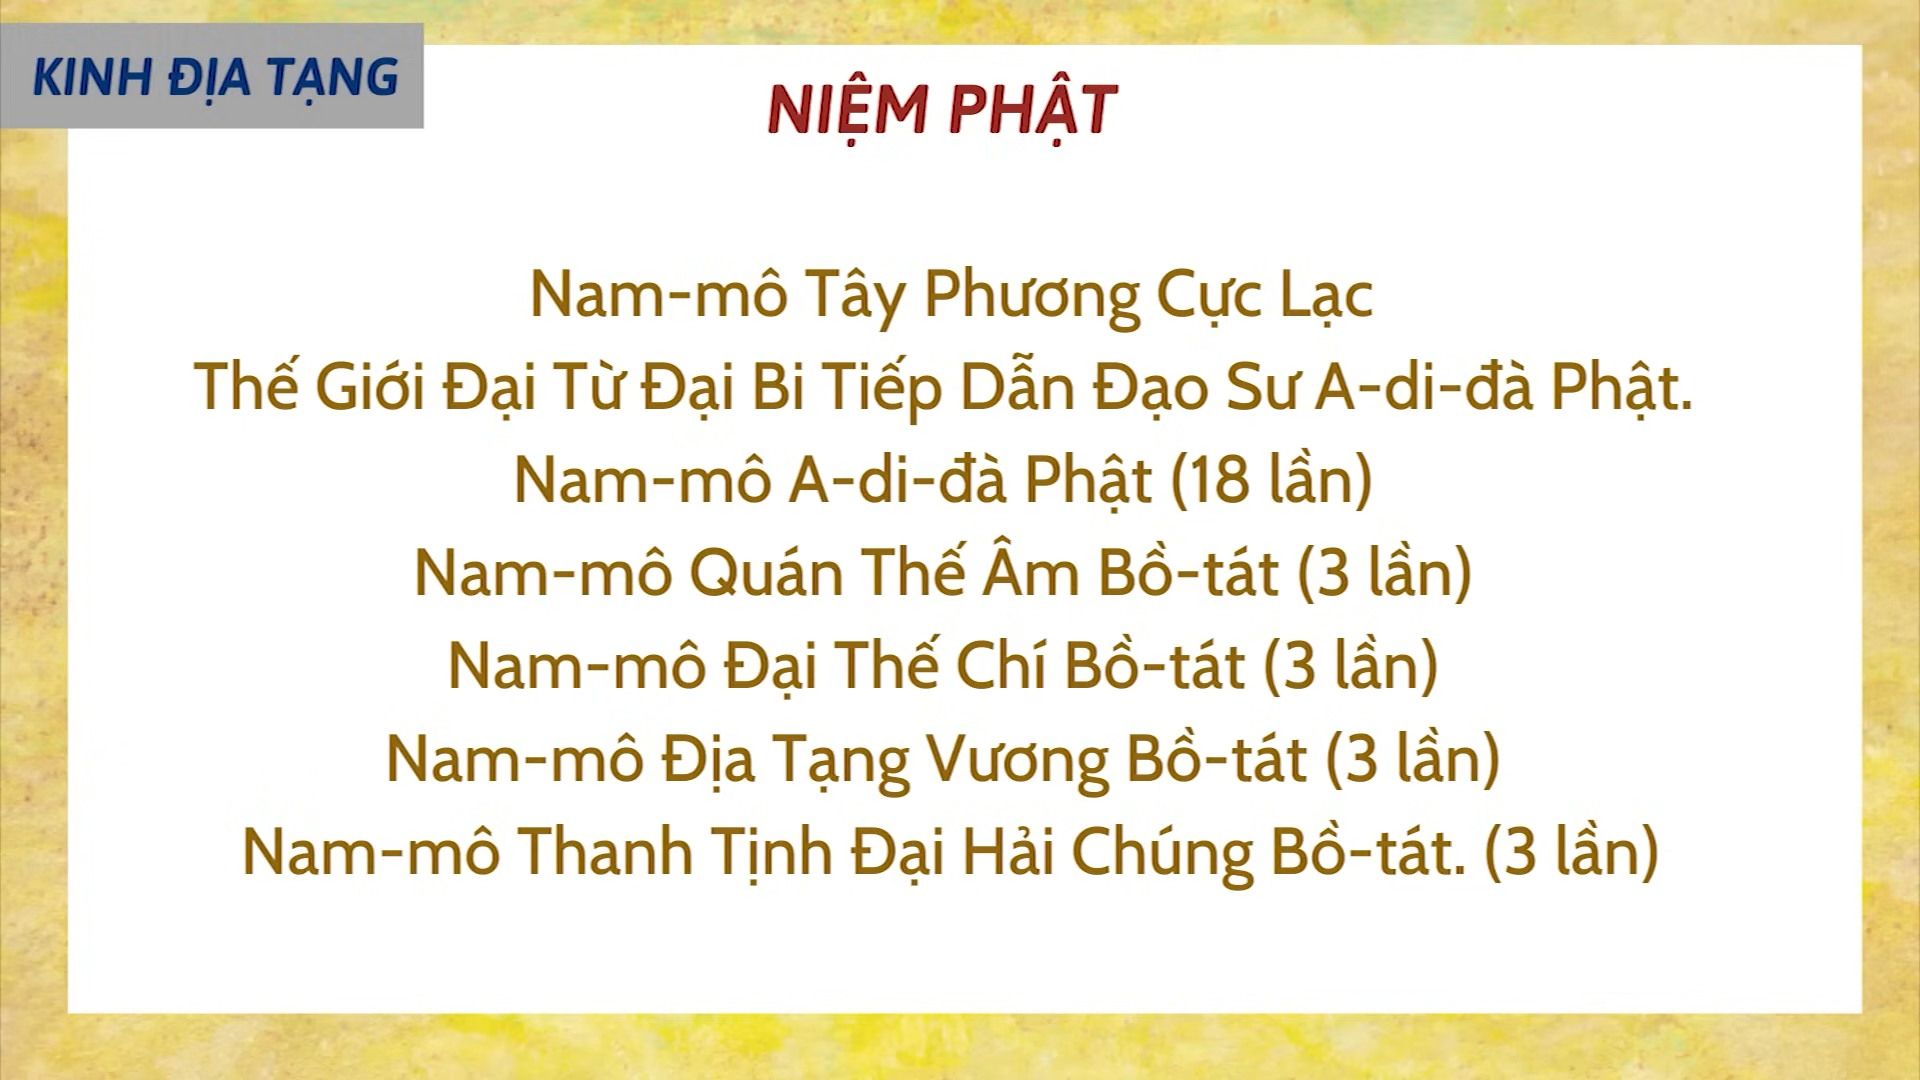 KINH ĐỊA TẠNG
NIỆM PHẬT
Nam-mô Tây Phương Cực Lạc
Thế Giới Đại Từ Đại Bi Tiếp Dẫn Đạo Sư A-di-đà Phật.
Nam-mô A-di-đà Phật (18 lần)
Nam-mô Quán Thế Âm Bồ-tát (3 lần)
Nam-mô Đại Thế Chí Bồ-tát (3 lần)
Nam-mô Địa Tạng Vương Bồ-tát (3 lần)
Nam-mô Thanh Tịnh Đại Hải Chúng Bồ-tát. (3 lần)